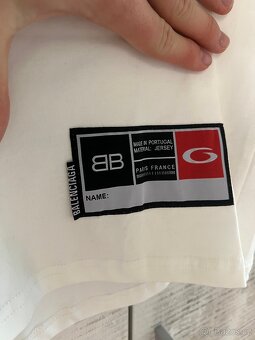 BALENCIAGA
BB
MADE IN PORTUGAL
MATERIAL: JERSEY
PARIS FRANCE
NAME: